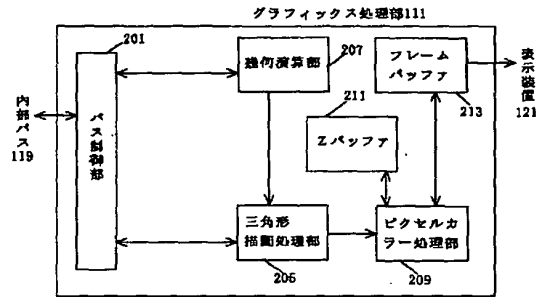 グラフィックス処理部111
201
バス制御部
内部バス
119
幾何演算部
207
フレーム
バッファ
213
表示装置
121
211
Zバッファ
三角形
描画処理部
205
ピクセルカ
ラー処理部
209